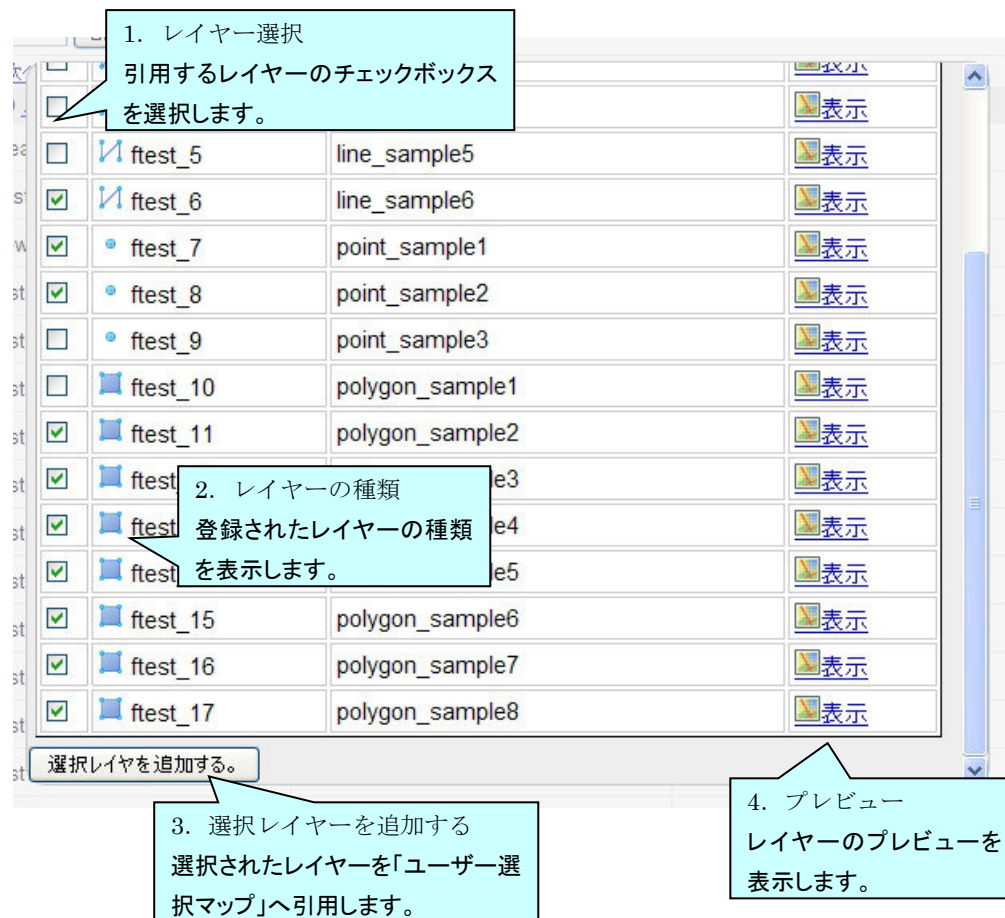 1. レイヤー選択
引用するレイヤーのチェックボックス
を選択します。
表示
表示
ftest_5 line_sample5 表示
ftest_6 line_sample6 表示
ftest_7 point_sample1 表示
ftest_8 point_sample2 表示
ftest_9 point_sample3 表示
ftest_10 polygon_sample1 表示
ftest_11 polygon_sample2 表示
ftest le3 表示
ftest le4 表示
ftest le5 表示
2. レイヤーの種類
登録されたレイヤーの種類
を表示します。
ftest_15 polygon_sample6 表示
ftest_16 polygon_sample7 表示
ftest_17 polygon_sample8 表示
選択レイヤを追加する。
3. 選択レイヤーを追加する
選択されたレイヤーを「ユーザー選
択マップ」へ引用します。
4. プレビュー
レイヤーのプレビューを
表示します。